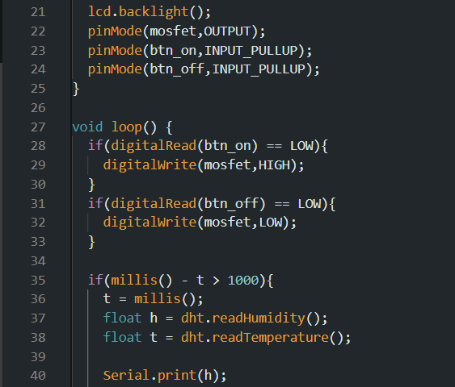 21 lcd.backlight();
22 pinMode(mosfet,OUTPUT);
23 pinMode(btn_on,INPUT_PULLUP);
24 pinMode(btn_off,INPUT_PULLUP);
25 }
26
27 void loop() {
28 if(digitalRead(btn_on) == LOW){
29 digitalWrite(mosfet,HIGH);
30 }
31 if(digitalRead(btn_off) == LOW){
32 digitalWrite(mosfet,LOW);
33 }
34
35 if(millis() - t > 1000){
36 t = millis();
37 float h = dht.readHumidity();
38 float t = dht.readTemperature();
39
40 Serial.print(h);